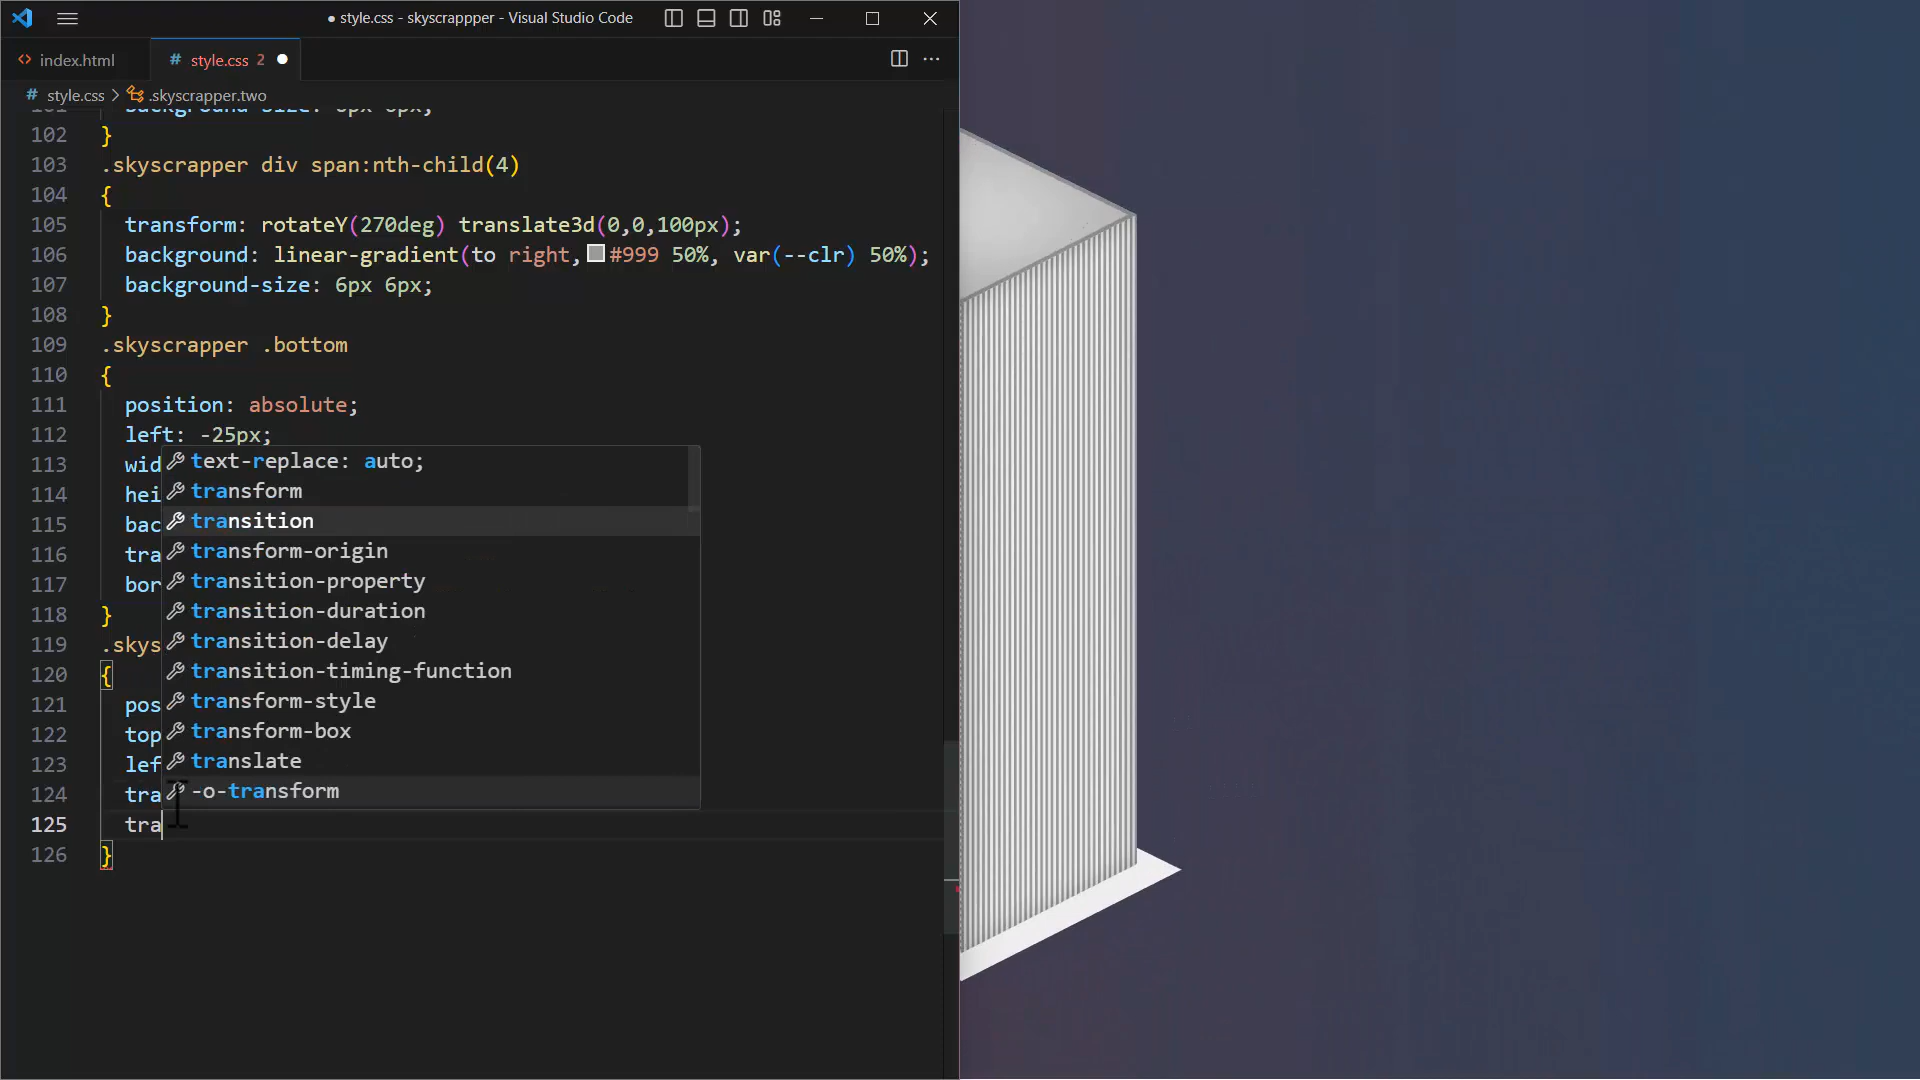 ● style.css - skyscrappper - Visual Studio Code
index.html
# style.css 2 ●
# style.css > .skyscrapper.two
102 }
103 .skyscrapper div span:nth-child(4)
104 {
105 transform: rotateY(270deg) translate3d(0,0,100px);
106 background: linear-gradient(to right,#999 50%, var(--clr) 50%);
107 background-size: 6px 6px;
108 }
109 .skyscrapper .bottom
110 {
111 position: absolute;
112 left: -25px;
113 wid
114 hei
115 bac
116 tra
117 bor
118 }
119 .skys
120 {
121 pos
122 top
123 lef
124 tra
125 tra
126 }
text-replace: auto;
transform
transition
transform-origin
transition-property
transition-duration
transition-delay
transition-timing-function
transform-style
transform-box
translate
-o-transform